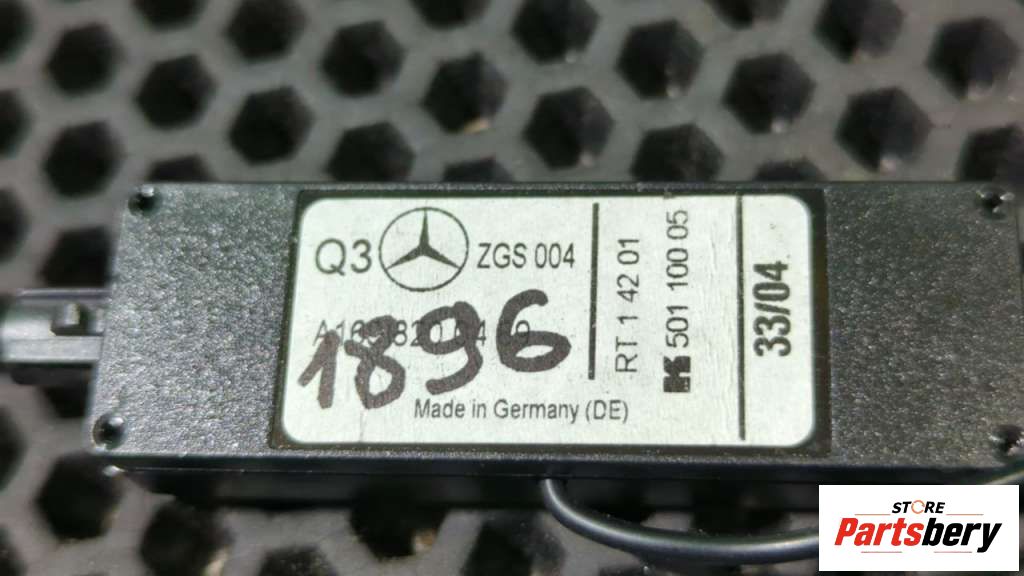 Q3 ZGS 004
1896
Made in Germany (DE)
RT 1 42 01
501 100 05
33/04
STORE
Partsbery